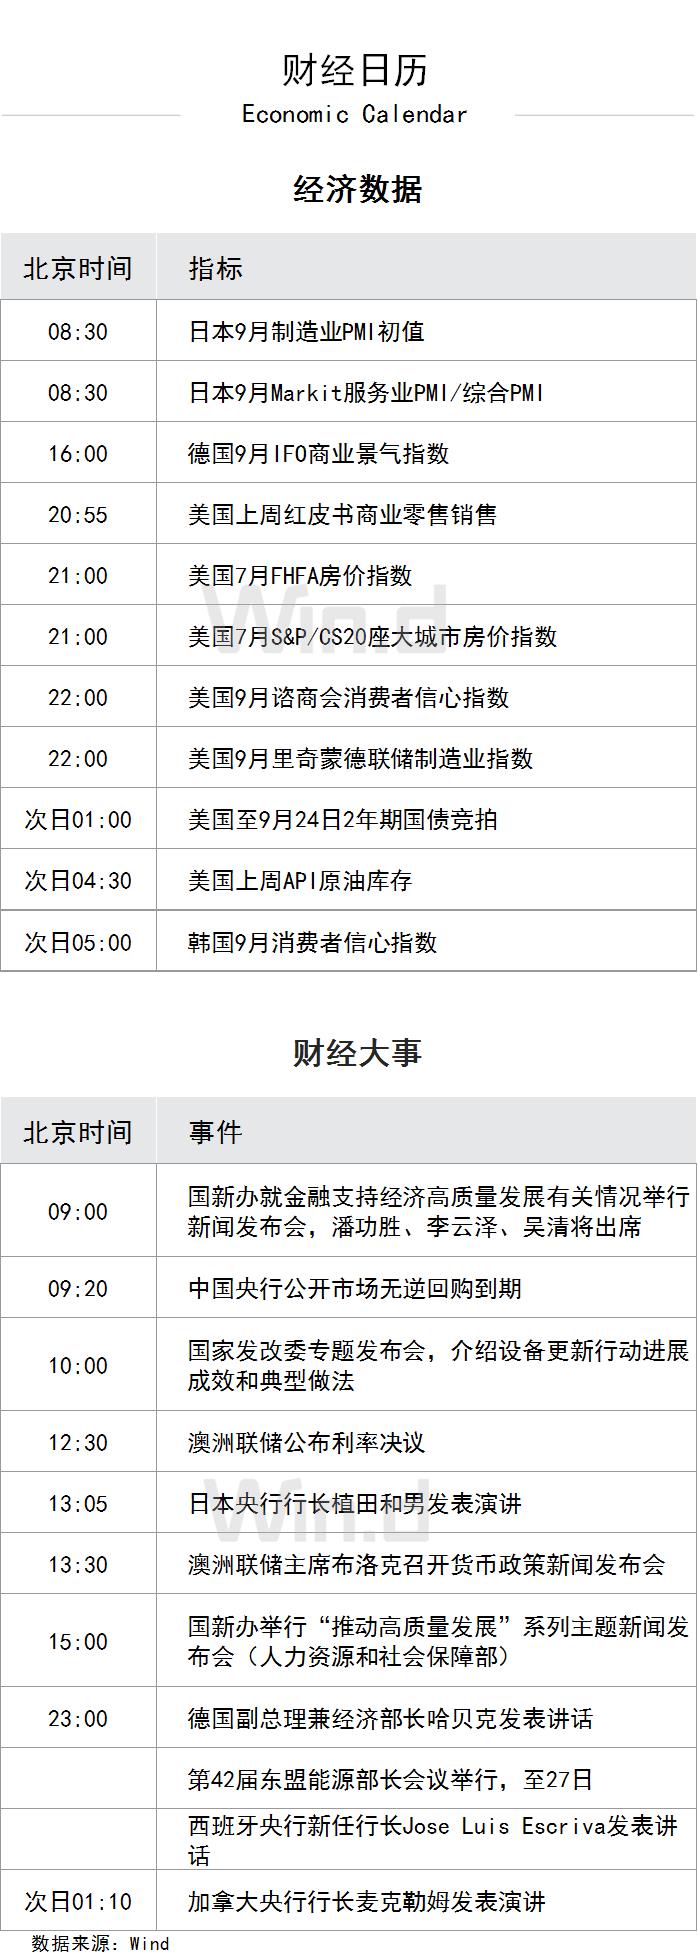 财经日历
Economic Calendar
经济数据
北京时间 指标
08:30 日本9月制造业PMI初值
08:30 日本9月Markit服务业PMI/综合PMI
16:00 德国9月IFO商业景气指数
20:55 美国上周红皮书商业零售销售
21:00 美国7月FHFA房价指数
21:00 美国7月S&P/CS20座大城市房价指数
22:00 美国9月谘商会消费者信心指数
22:00 美国9月里奇蒙德联储制造业指数
次日01:00 美国至9月24日2年期国债竞拍
次日04:30 美国上周API原油库存
次日05:00 韩国9月消费者信心指数
Win.d
财经大事
北京时间 事件
09:00 国新办就金融支持经济高质量发展有关情况举行
新闻发布会，潘功胜、李云泽、吴清将出席
09:20 中国央行公开市场无逆回购到期
10:00 国家发改委专题发布会，介绍设备更新行动进展
成效和典型做法
12:30 澳洲联储公布利率决议
13:05 日本央行行长植田和男发表演讲
13:30 澳洲联储主席布洛克召开货币政策新闻发布会
15:00 国新办举行“推动高质量发展”系列主题新闻发
布会（人力资源和社会保障部）
23:00 德国副总理兼经济部长哈贝克发表讲话
第42届东盟能源部长会议举行，至27日
西班牙央行新任行长Jose Luis Escriva发表讲
话
次日01:10 加拿大央行行长麦克勒姆发表演讲
Win.d
数据来源：Wind